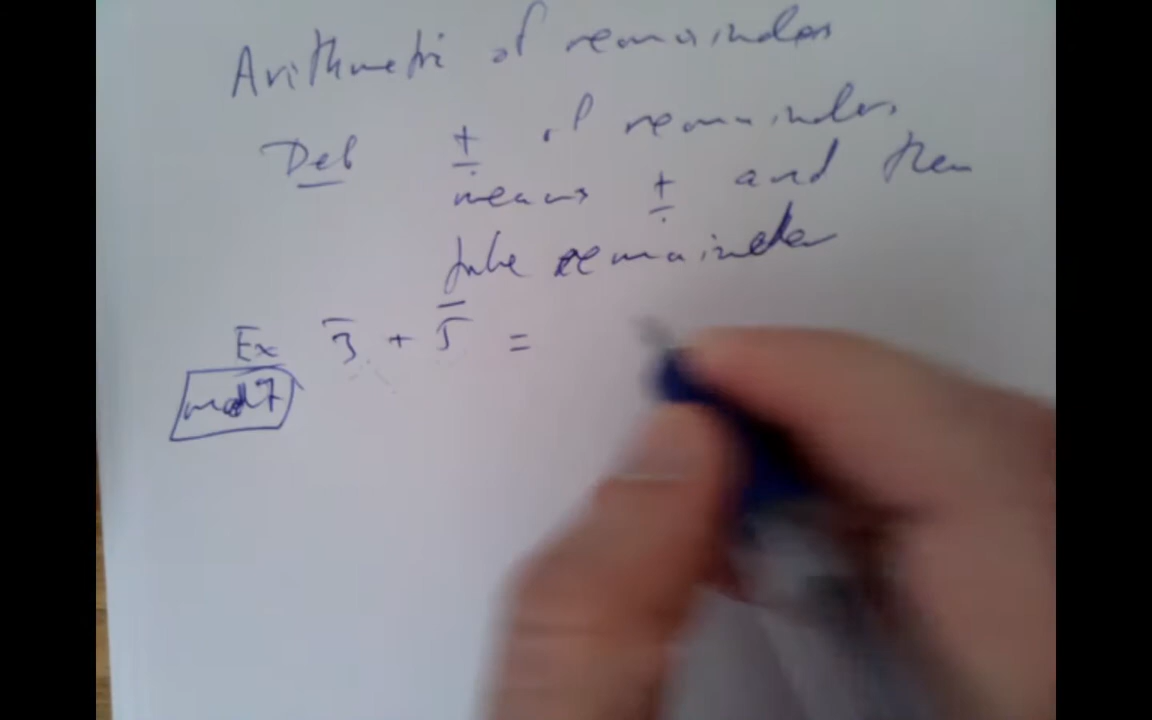 Arithmetic of remainders
Def ± of remainders
means ± and then
take remainder
Ex 3̅ + 5̅ =
mod 7